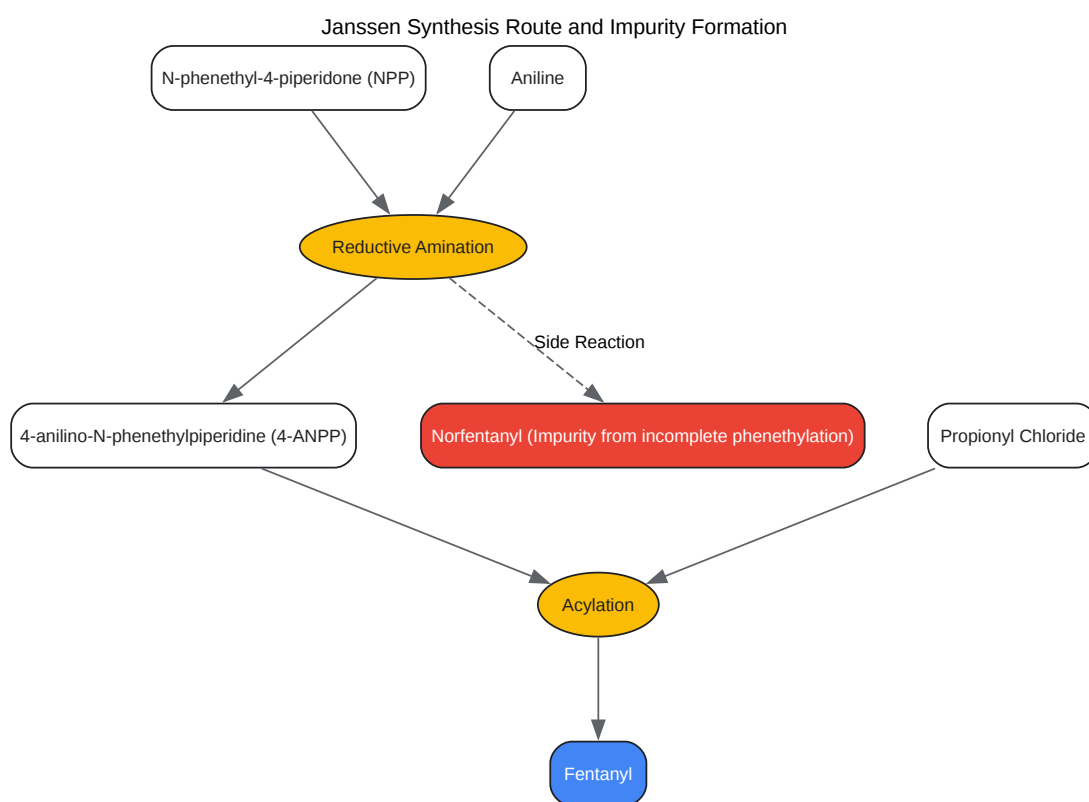 Janssen Synthesis Route and Impurity Formation
N-phenethyl-4-piperidone (NPP)
Aniline
Reductive Amination
Side Reaction
4-anilino-N-phenethylpiperidine (4-ANPP)
Norfentanyl (Impurity from incomplete phenethylation)
Propionyl Chloride
Acylation
Fentanyl